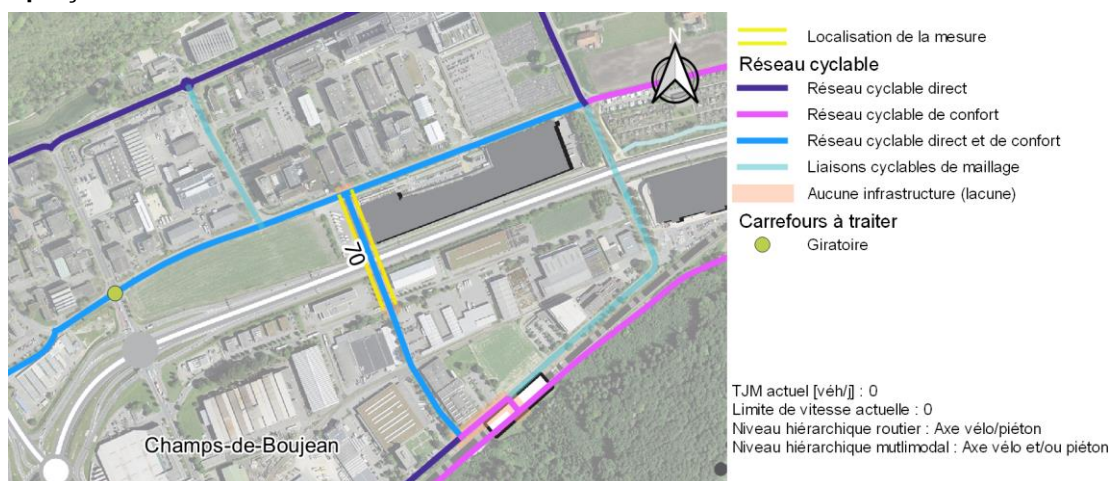 N
70
Champs-de-Boujean
Localisation de la mesure
Réseau cyclable
Réseau cyclable direct
Réseau cyclable de confort
Réseau cyclable direct et de confort
Liaisons cyclables de maillage
Aucune infrastructure (lacune)
Carrefours à traiter
Giratoire
TJM actuel [véh/j] : 0
Limite de vitesse actuelle : 0
Niveau hiérarchique routier : Axe vélo/piéton
Niveau hiérarchique mutlimodal : Axe vélo et/ou piéton